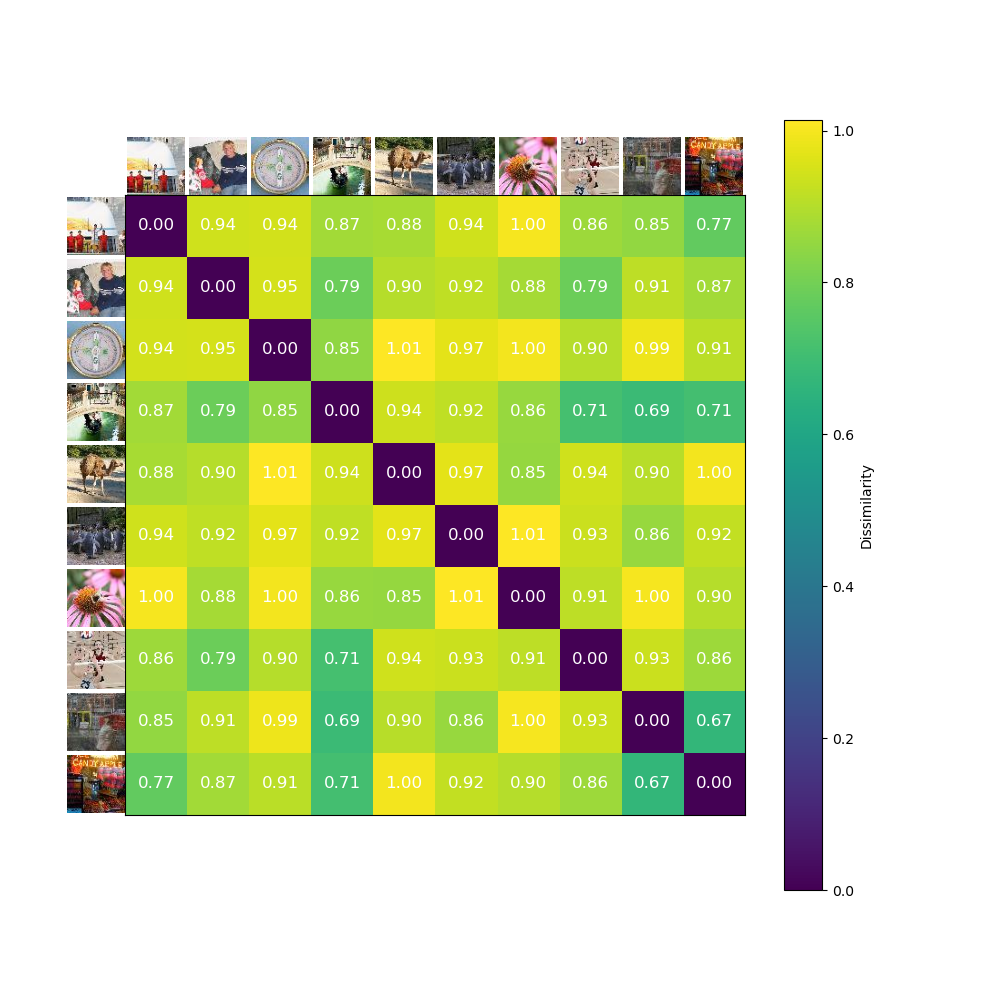 CANDY APPLE
1.0
0.00 0.94 0.94 0.87 0.88 0.94 1.00 0.86 0.85 0.77
0.94 0.00 0.95 0.79 0.90 0.92 0.88 0.79 0.91 0.87
0.8
0.94 0.95 0.00 0.85 1.01 0.97 1.00 0.90 0.99 0.91
0.87 0.79 0.85 0.00 0.94 0.92 0.86 0.71 0.69 0.71
0.6
0.88 0.90 1.01 0.94 0.00 0.97 0.85 0.94 0.90 1.00
Dissimilarity
0.94 0.92 0.97 0.92 0.97 0.00 1.01 0.93 0.86 0.92
0.4
1.00 0.88 1.00 0.86 0.85 1.01 0.00 0.91 1.00 0.90
0.86 0.79 0.90 0.71 0.94 0.93 0.91 0.00 0.93 0.86
0.85 0.91 0.99 0.69 0.90 0.86 1.00 0.93 0.00 0.67
0.2
CANDY APPLE
0.77 0.87 0.91 0.71 1.00 0.92 0.90 0.86 0.67 0.00
0.0